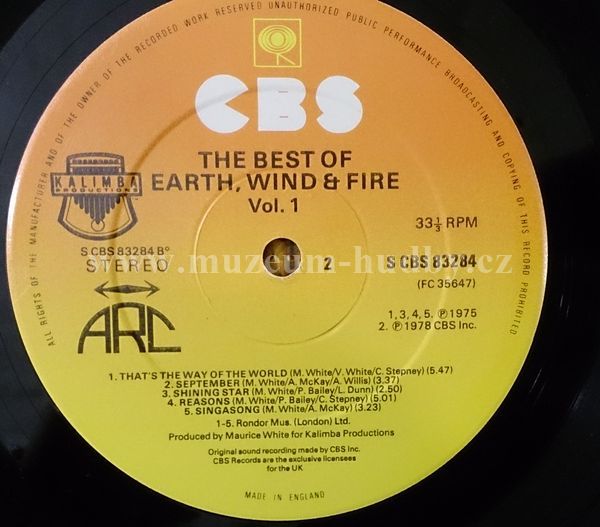 ALL RIGHTS OF THE MANUFACTURER AND OF THE OWNER OF THE RECORDED WORK RESERVED UNAUTHORIZED PUBLIC PERFORMANCE BROADCASTING AND COPYING OF THIS RECORD PROHIBITED
CBS
THE BEST OF
EARTH, WIND & FIRE
Vol. 1
KALIMBA
PRODUCTIONS
33⅓ RPM
S CBS 83284 B°
STEREO
2
S CBS 83284
(FC 35647)
www.muzeum-hudby.cz
ARC
1, 3, 4, 5. ℗ 1975
2. ℗ 1978 CBS Inc.
1. THAT'S THE WAY OF THE WORLD (M. White/V. White/C. Stepney) (5.47)
2. SEPTEMBER (M. White/A. McKay/A. Willis) (3.37)
3. SHINING STAR (M. White/P. Bailey/L. Dunn) (2.50)
4. REASONS (M. White/P. Bailey/C. Stepney) (5.01)
5. SINGASONG (M. White/A. McKay) (3.23)
1-5. Rondor Mus. (London) Ltd.
Produced by Maurice White for Kalimba Productions
Original sound recording made by CBS Inc.
CBS Records are the exclusive licensees
for the UK
MADE IN ENGLAND